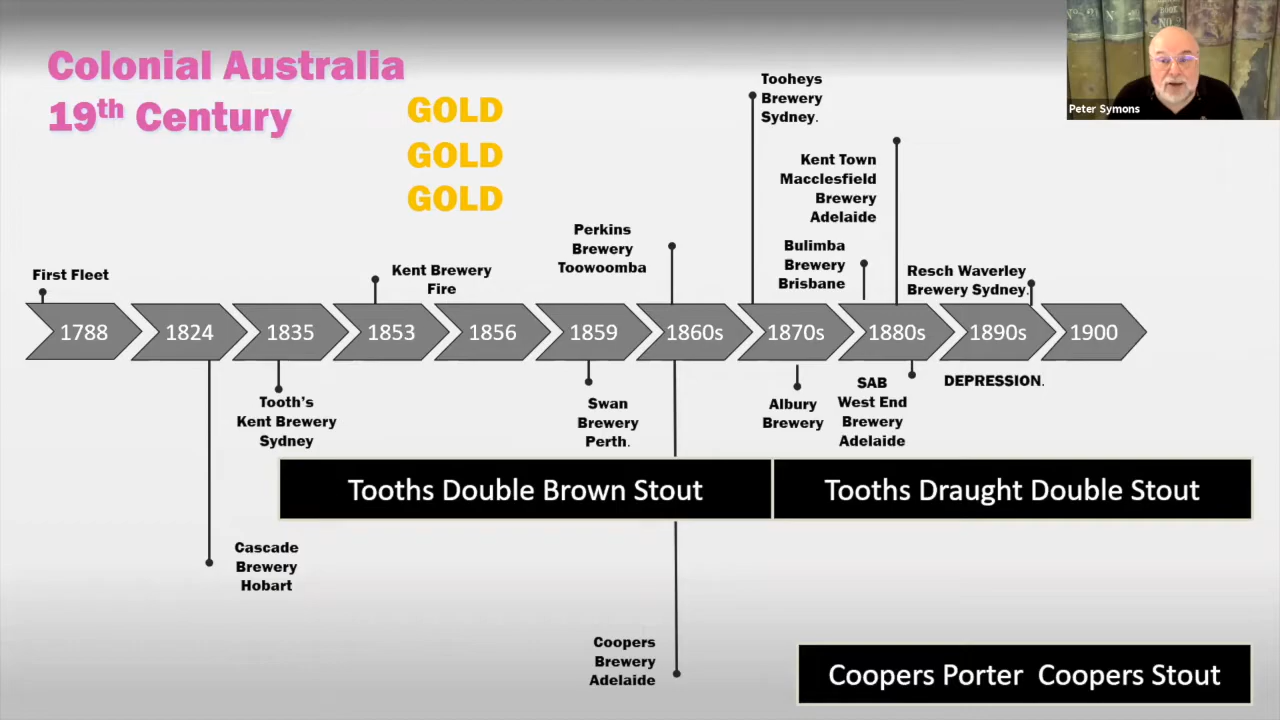 Colonial Australia
19th Century
GOLD
GOLD
GOLD
Peter Symons
Tooheys
Brewery
Sydney.
Kent Town
Macclesfield
Brewery
Adelaide
Perkins
Brewery
Toowoomba
Bulimba
Brewery
Brisbane
First Fleet
Kent Brewery
Fire
Resch Waverley
Brewery Sydney.
1788 1824 1835 1853 1856 1859 1860s 1870s 1880s 1890s 1900
Tooth's
Kent Brewery
Sydney
Swan
Brewery
Perth.
Albury
Brewery
SAB
West End
Brewery
Adelaide
DEPRESSION.
Tooths Double Brown Stout
Tooths Draught Double Stout
Cascade
Brewery
Hobart
Coopers
Brewery
Adelaide
Coopers Porter Coopers Stout